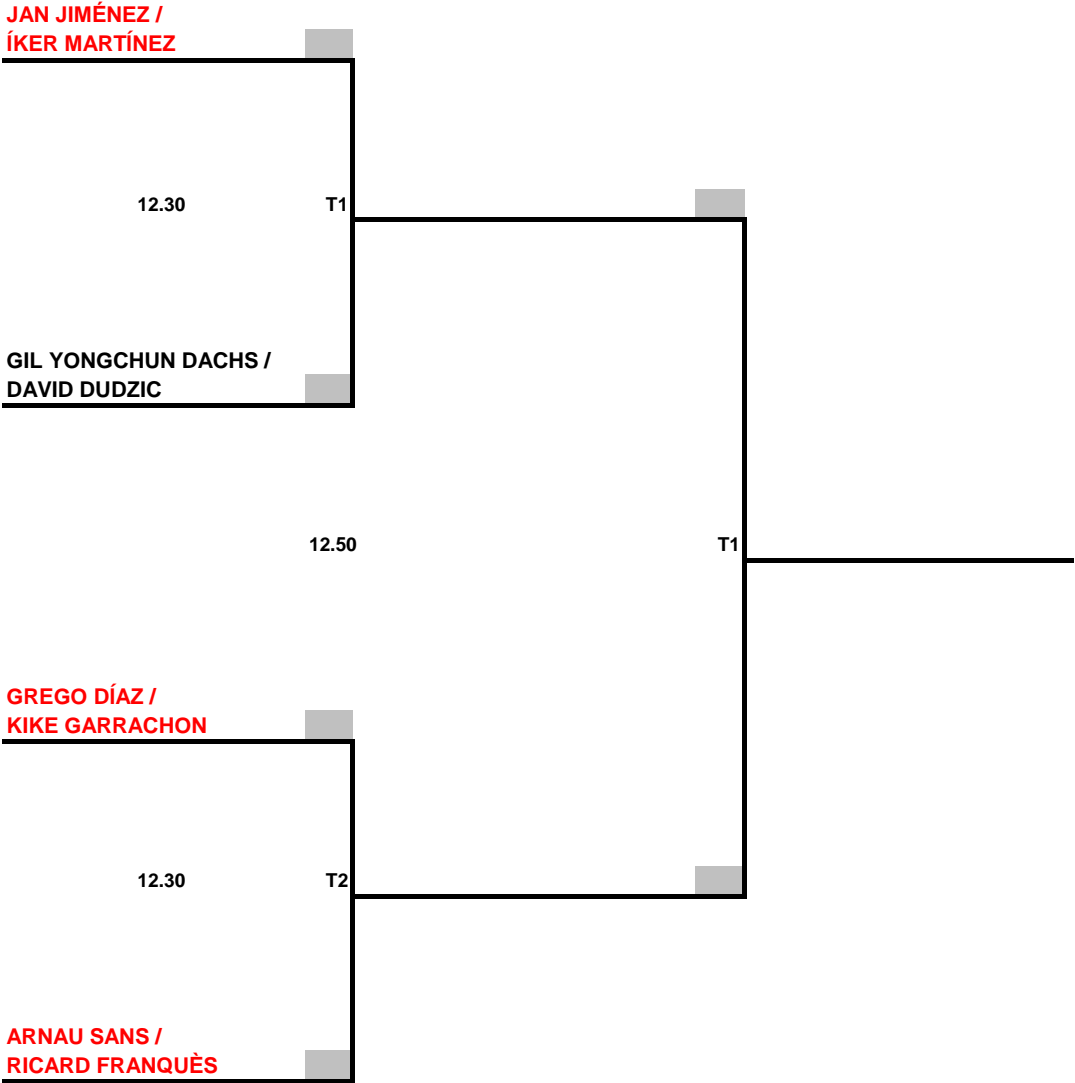 JAN JIMÉNEZ /
ÍKER MARTÍNEZ
12.30 T1
GIL YONGCHUN DACHS /
DAVID DUDZIC
12.50 T1
GREGO DÍAZ /
KIKE GARRACHON
12.30 T2
ARNAU SANS /
RICARD FRANQUÈS